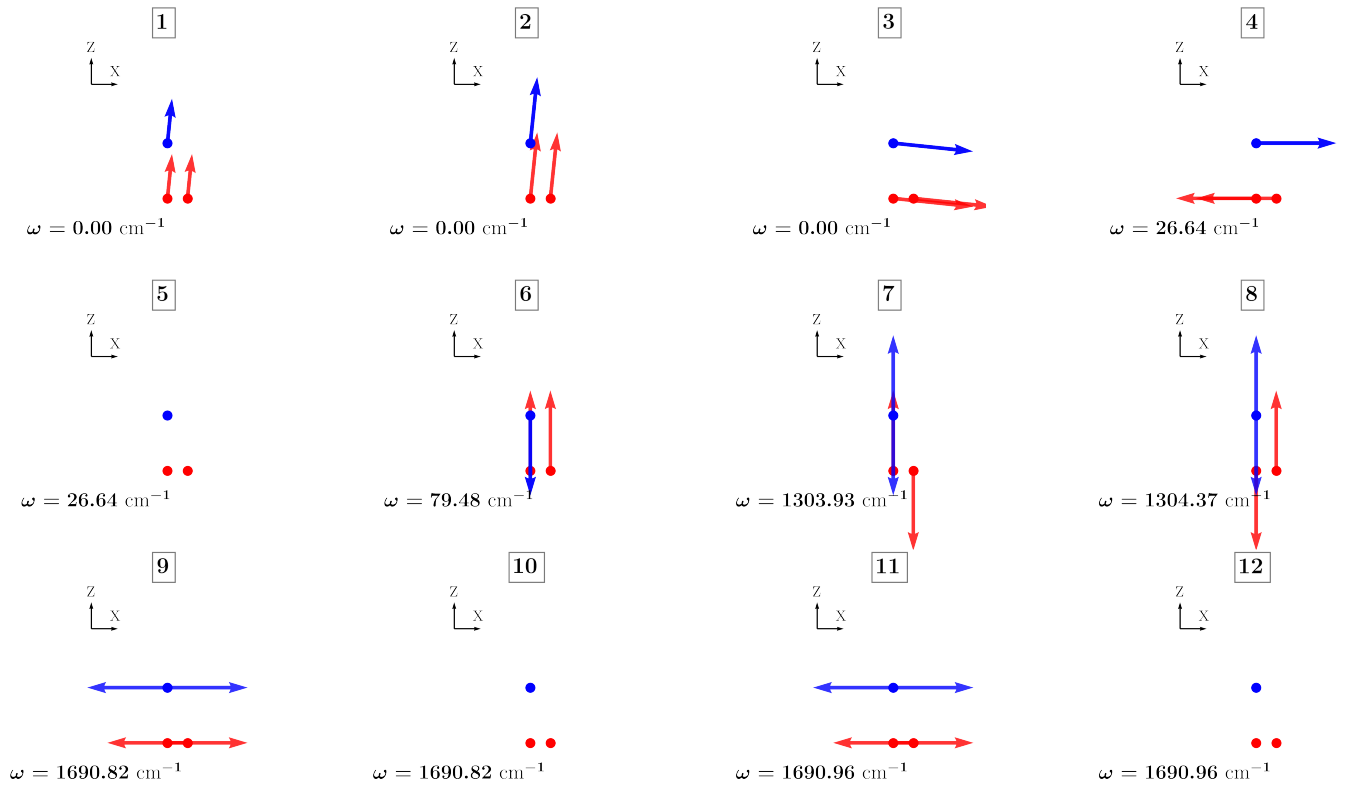 1 2 3 4
Z Z Z Z
X X X X
ω = 0.00 cm⁻¹ ω = 0.00 cm⁻¹ ω = 0.00 cm⁻¹ ω = 26.64 cm⁻¹
5 6 7 8
Z Z Z Z
X X X X
ω = 26.64 cm⁻¹ ω = 79.48 cm⁻¹ ω = 1303.93 cm⁻¹ ω = 1304.37 cm⁻¹
9 10 11 12
Z Z Z Z
X X X X
ω = 1690.82 cm⁻¹ ω = 1690.82 cm⁻¹ ω = 1690.96 cm⁻¹ ω = 1690.96 cm⁻¹